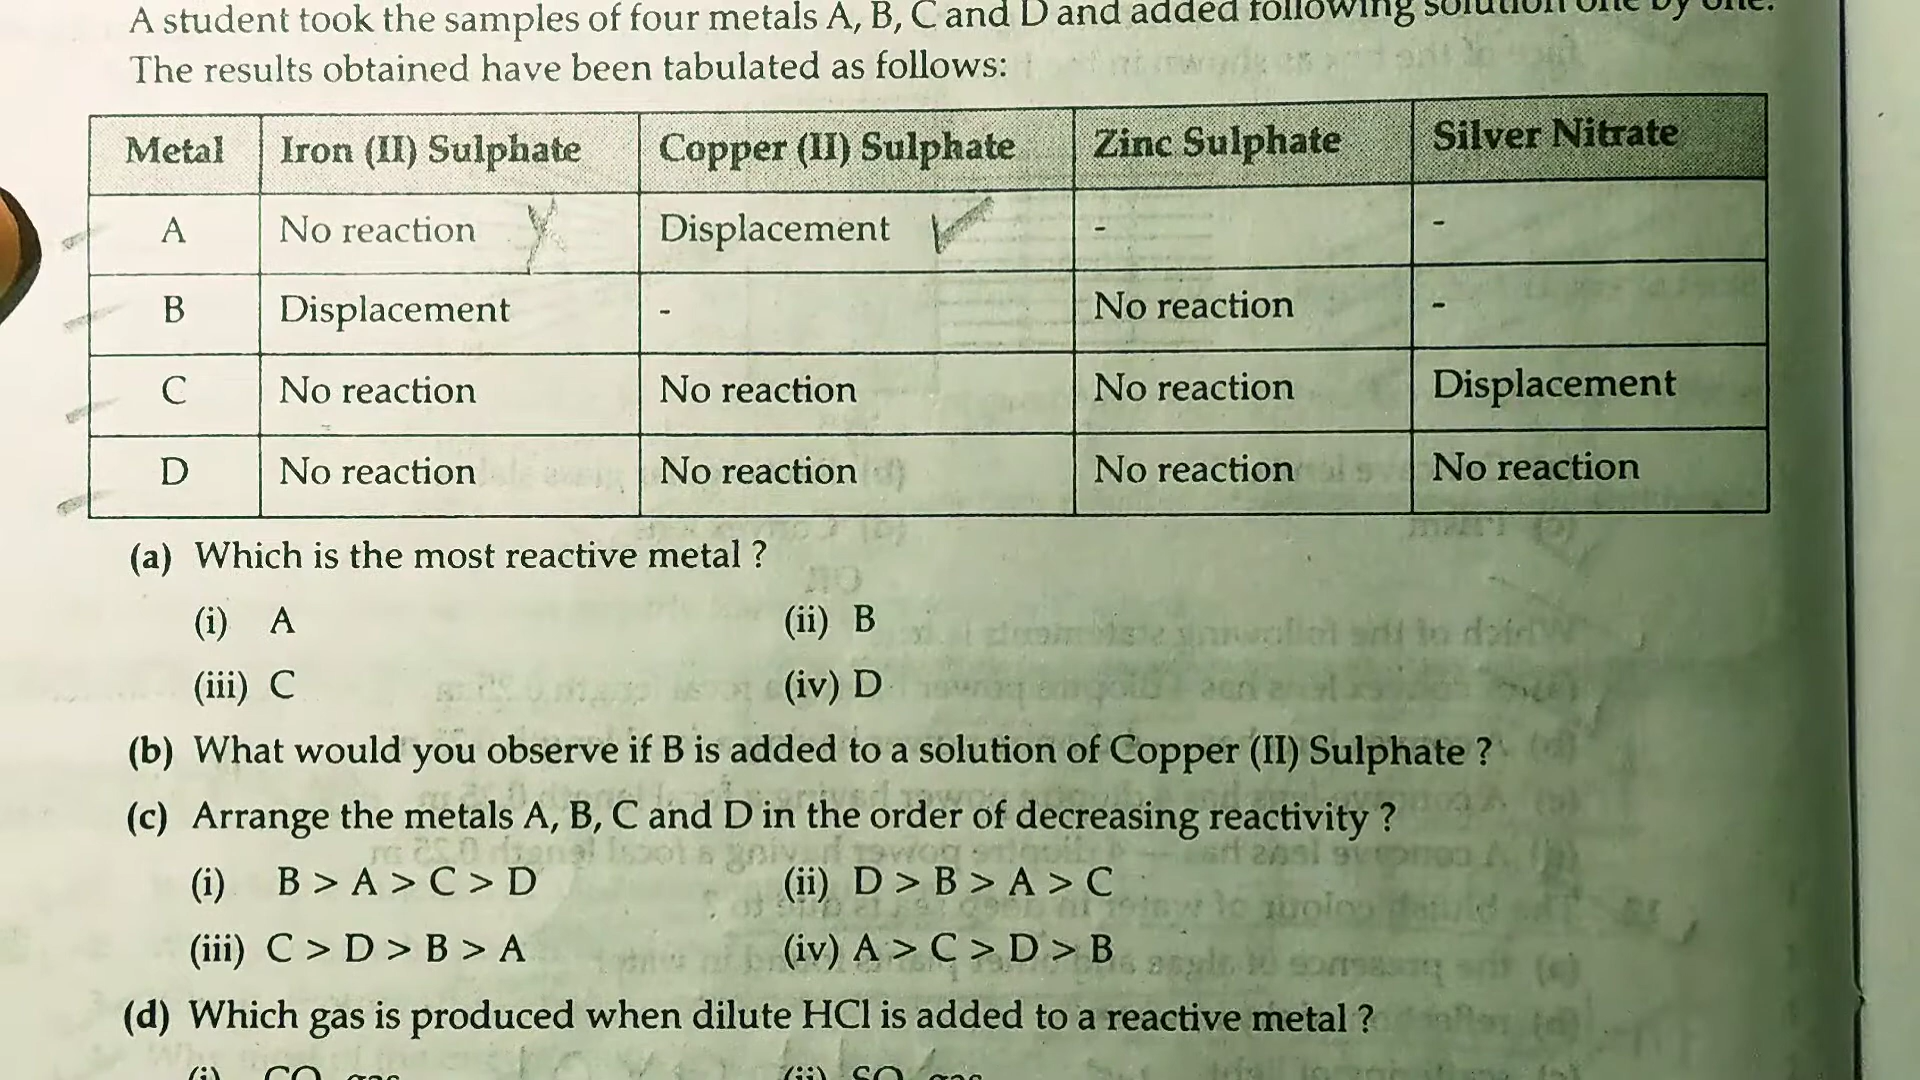 A student took the samples of four metals A, B, C and D and added following solution one by one.
The results obtained have been tabulated as follows:
Metal Iron (II) Sulphate Copper (II) Sulphate Zinc Sulphate Silver Nitrate
A No reaction Displacement - -
B Displacement - No reaction -
C No reaction No reaction No reaction Displacement
D No reaction No reaction No reaction No reaction
(a) Which is the most reactive metal ?
(i) A (ii) B
(iii) C (iv) D
(b) What would you observe if B is added to a solution of Copper (II) Sulphate ?
(c) Arrange the metals A, B, C and D in the order of decreasing reactivity ?
(i) B > A > C > D (ii) D > B > A > C
(iii) C > D > B > A (iv) A > C > D > B
(d) Which gas is produced when dilute HCl is added to a reactive metal ?